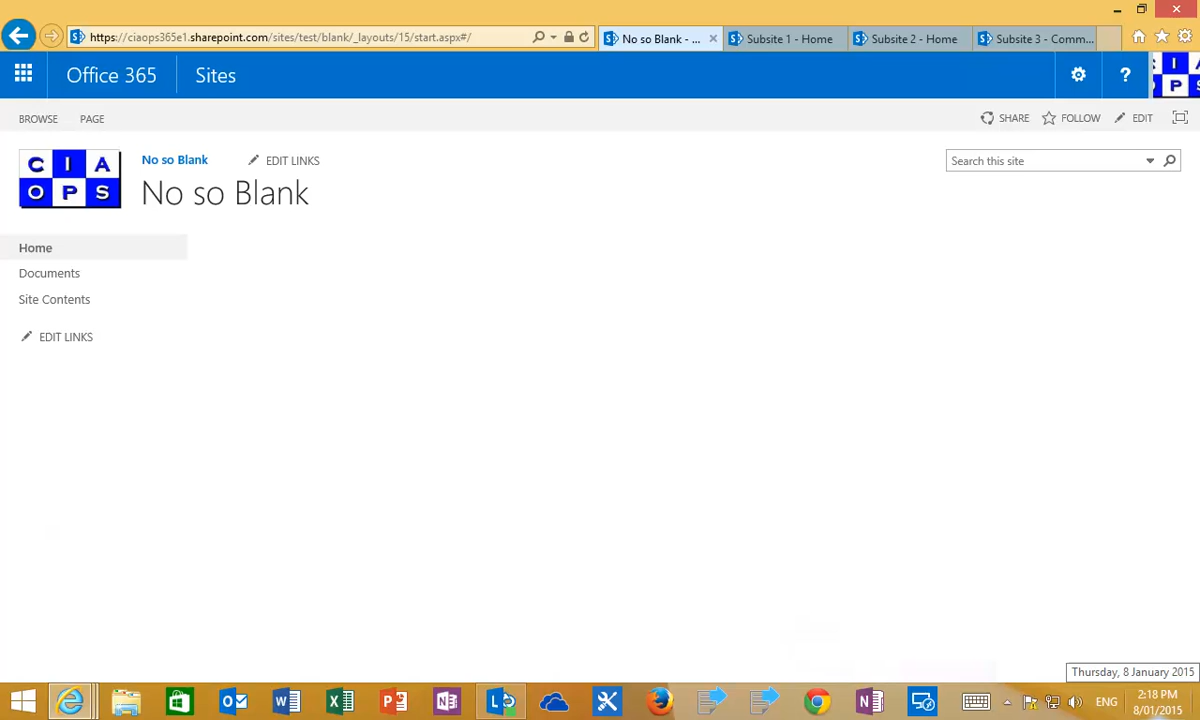 https://ciaops365e1.sharepoint.com/sites/test/blank/_layouts/15/start.aspx#/
No so Blank - ...
Subsite 1 - Home
Subsite 2 - Home
Subsite 3 - Comm...
Office 365
Sites
?
I
P
BROWSE
PAGE
SHARE
FOLLOW
EDIT
C I A
O P S
No so Blank
EDIT LINKS
No so Blank
Search this site
Home
Documents
Site Contents
EDIT LINKS
Thursday, 8 January 2015
ENG
2:18 PM
8/01/2015